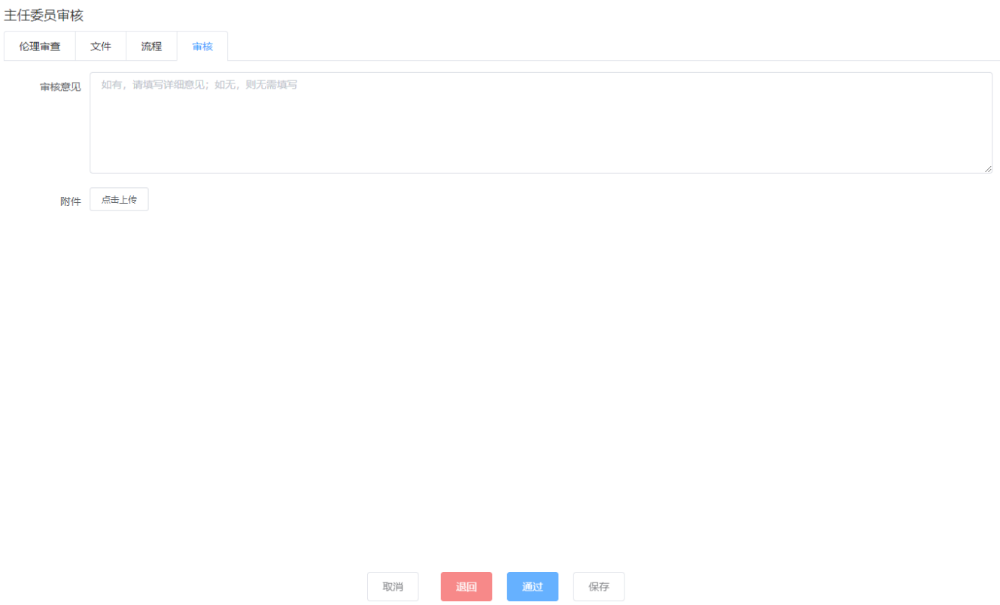 主任委员审核
伦理审查 文件 流程 审核
审核意见 如有，请填写详细意见；如无，则无需填写
附件 点击上传
取消 退回 通过 保存